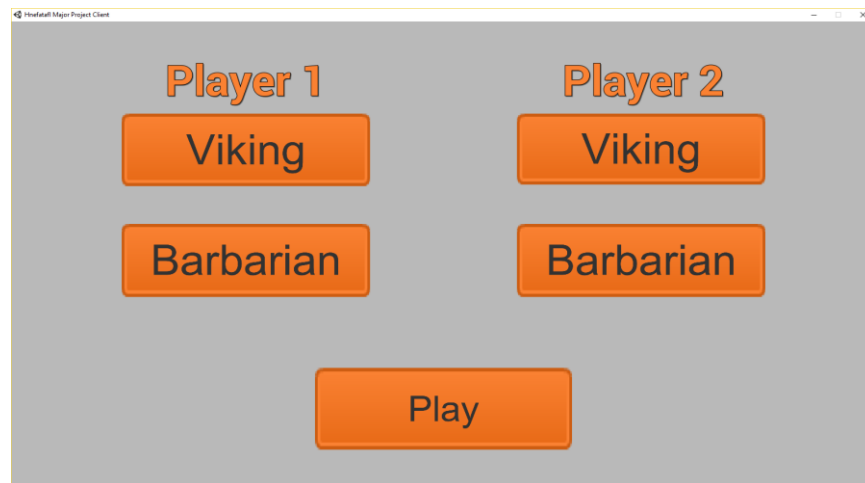 Hnefatafl Major Project Client
Player 1
Player 2
Viking
Viking
Barbarian
Barbarian
Play